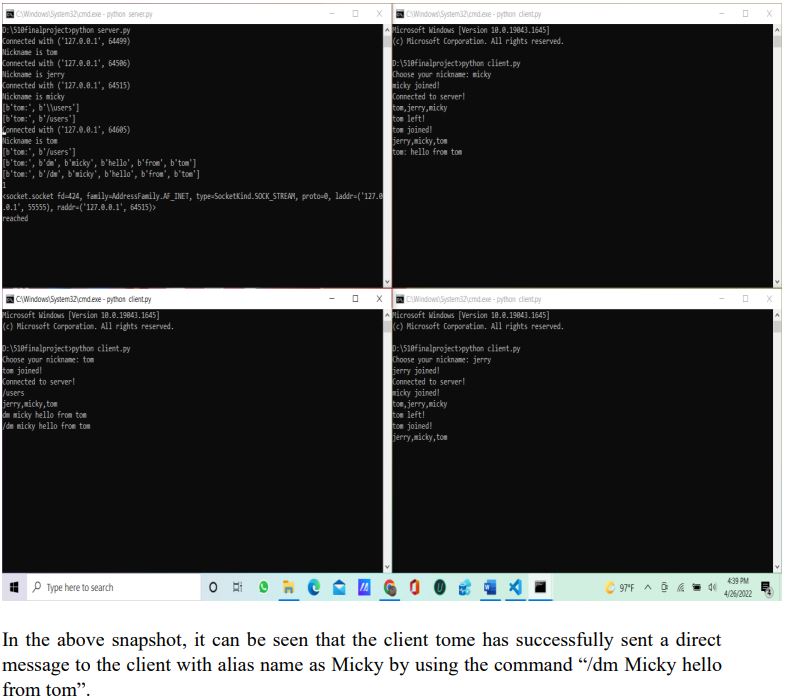 C:\Windows\System32\cmd.exe - python server.py
D:\510finalproject>python server.py
Connected with ('127.0.0.1', 64499)
Nickname is tom
Connected with ('127.0.0.1', 64506)
Nickname is jerry
Connected with ('127.0.0.1', 64515)
Nickname is micky
[b'tom:', b'\\users']
[b'tom:', b'/users']
Connected with ('127.0.0.1', 64605)
Nickname is tom
[b'tom:', b'/users']
[b'tom:', b'dm', b'micky', b'hello', b'from', b'tom']
[b'tom:', b'/dm', b'micky', b'hello', b'from', b'tom']
1
<socket.socket fd=424, family=AddressFamily.AF_INET, type=SocketKind.SOCK_STREAM, proto=0, laddr=('127.0
.0.1', 55555), raddr=('127.0.0.1', 64515)>
reached
C:\Windows\System32\cmd.exe - python client.py
Microsoft Windows [Version 10.0.19043.1645]
(c) Microsoft Corporation. All rights reserved.
D:\510finalproject>python client.py
Choose your nickname: micky
micky joined!
Connected to server!
tom,jerry,micky
tom left!
tom joined!
jerry,micky,tom
tom: hello from tom
C:\Windows\System32\cmd.exe - python client.py
Microsoft Windows [Version 10.0.19043.1645]
(c) Microsoft Corporation. All rights reserved.
D:\510finalproject>python client.py
Choose your nickname: tom
tom joined!
Connected to server!
/users
jerry,micky,tom
dm micky hello from tom
/dm micky hello from tom
C:\Windows\System32\cmd.exe - python client.py
Microsoft Windows [Version 10.0.19043.1645]
(c) Microsoft Corporation. All rights reserved.
D:\510finalproject>python client.py
Choose your nickname: jerry
jerry joined!
Connected to server!
micky joined!
tom,jerry,micky
tom left!
tom joined!
jerry,micky,tom
Type here to search
97°F
4:39 PM
4/26/2022
4
In the above snapshot, it can be seen that the client tome has successfully sent a direct
message to the client with alias name as Micky by using the command “/dm Micky hello
from tom”.